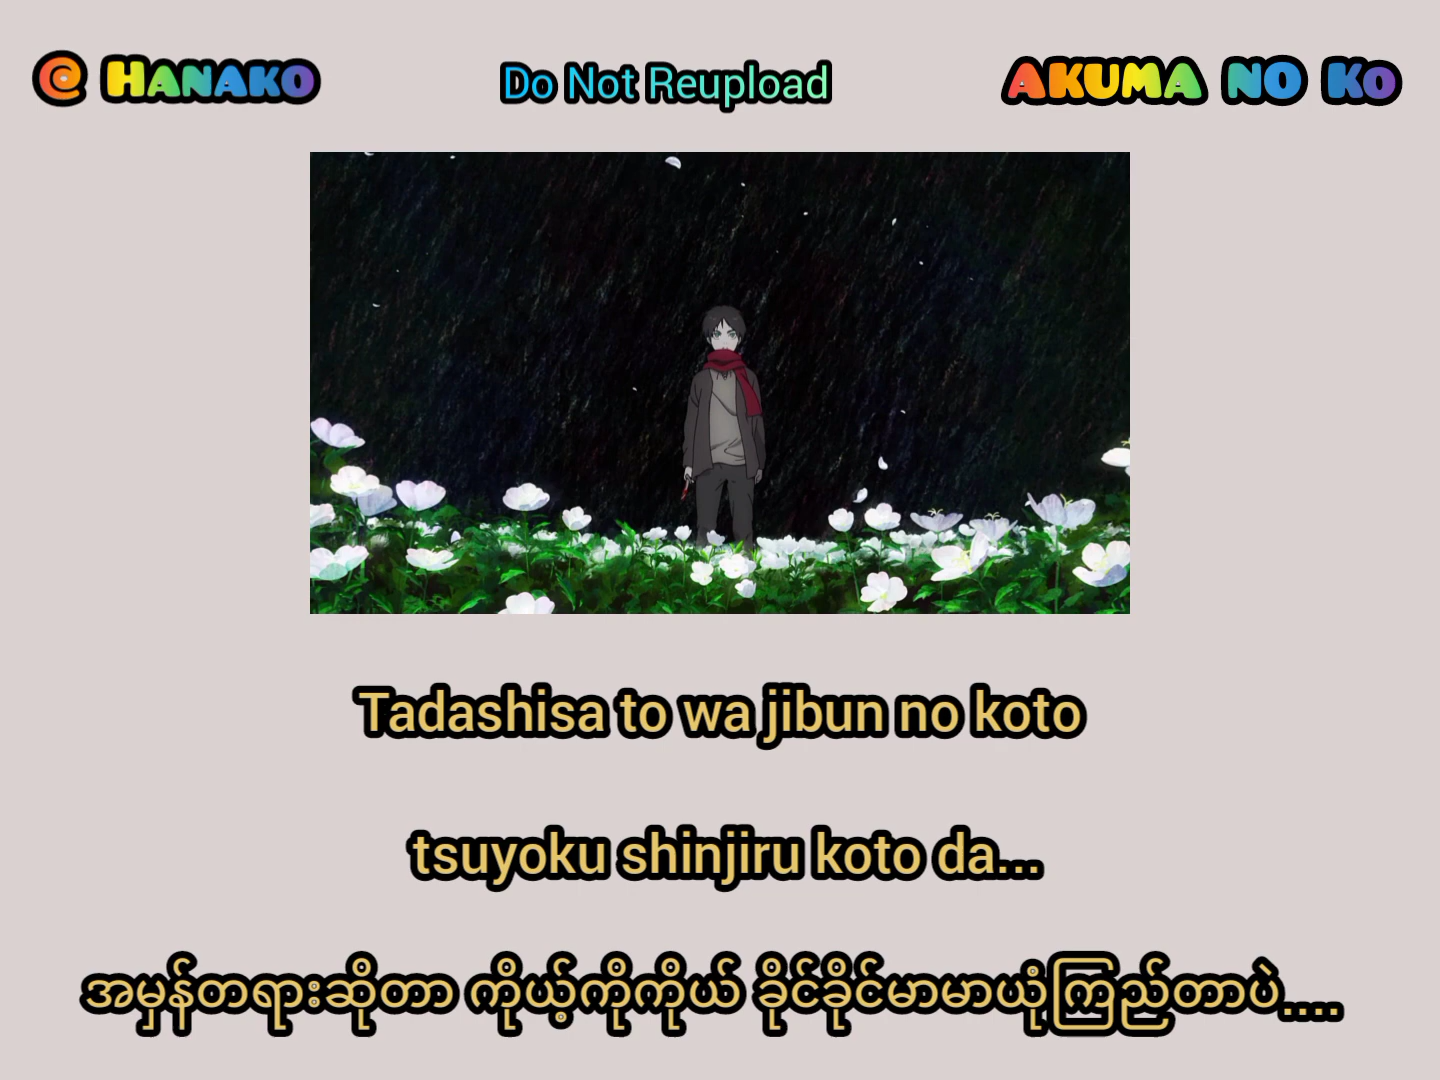 @ HANAKO
Do Not Reupload
AKUMA NO KO
Tadashisa to wa jibun no koto
tsuyoku shinjiru koto da...
အမှန်တရားဆိုတာ ကိုယ့်ကိုကိုယ် ခိုင်ခိုင်မာမာယုံကြည်တာပဲ....